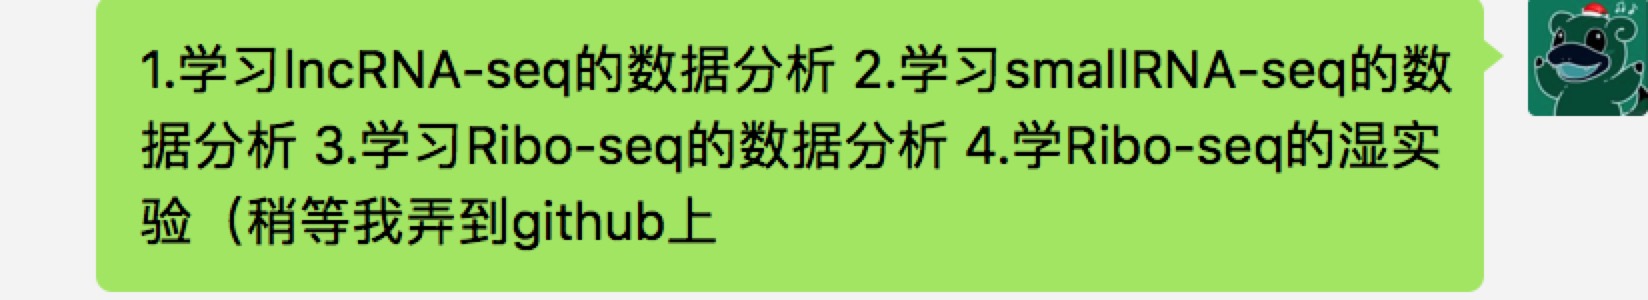 1.学习lncRNA-seq的数据分析 2.学习smallRNA-seq的数
据分析 3.学习Ribo-seq的数据分析 4.学Ribo-seq的湿实
验（稍等我弄到github上